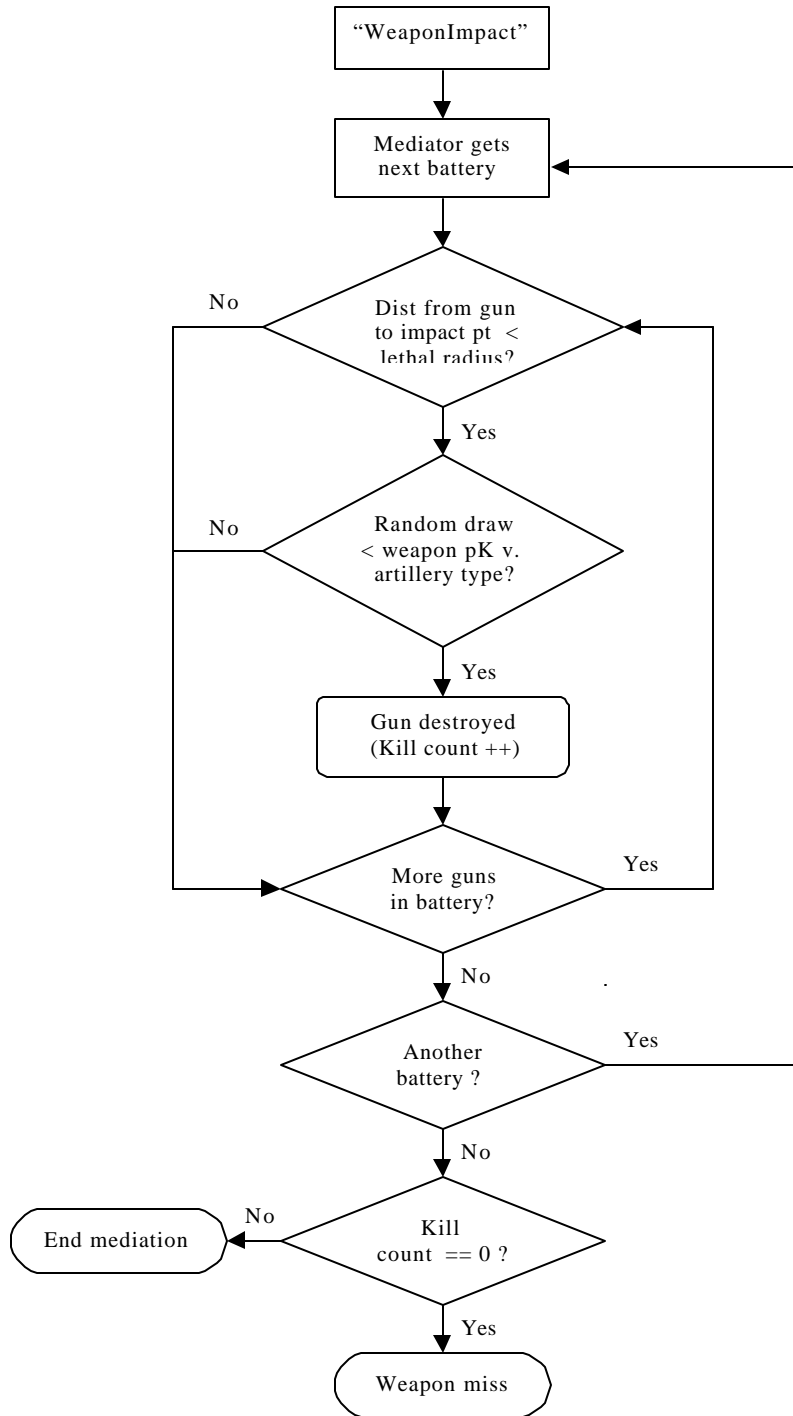 “WeaponImpact”
Mediator gets
next battery
No
Dist from gun
to impact pt <
lethal radius?
Yes
No
Random draw
< weapon pK v.
artillery type?
Yes
Gun destroyed
(Kill count ++)
More guns
in battery?
Yes
No
Another
battery ?
Yes
No
No
Kill
count == 0 ?
End mediation
Yes
Weapon miss